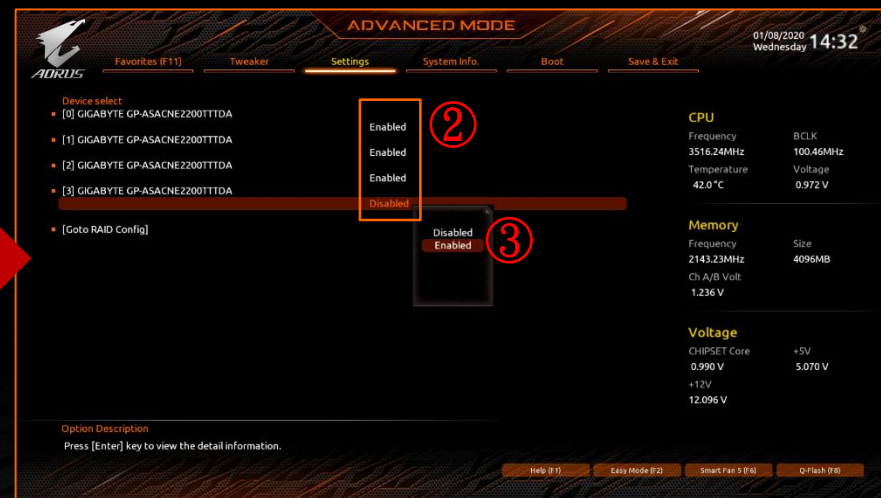 ADVANCED MODE
01/08/2020 Wednesday 14:32
AORUS
Favorites (F11) Tweaker Settings System Info. Boot Save & Exit
Device select
[0] GIGABYTE GP-ASACNE2200TTTDA
Enabled
②
[1] GIGABYTE GP-ASACNE2200TTTDA
Enabled
[2] GIGABYTE GP-ASACNE2200TTTDA
Enabled
[3] GIGABYTE GP-ASACNE2200TTTDA
Disabled
[Goto RAID Config]
Disabled
Enabled
③
CPU
Frequency BCLK
3516.24MHz 100.46MHz
Temperature Voltage
42.0 °C 0.972 V
Memory
Frequency Size
2143.23MHz 4096MB
Ch A/B Volt
1.236 V
Voltage
CHIPSET Core +5V
0.990 V 5.070 V
+12V
12.096 V
Option Description
Press [Enter] key to view the detail information.
Help (F1) Easy Mode (F2) Smart Fan 5 (F6) Q-Flash (F8)